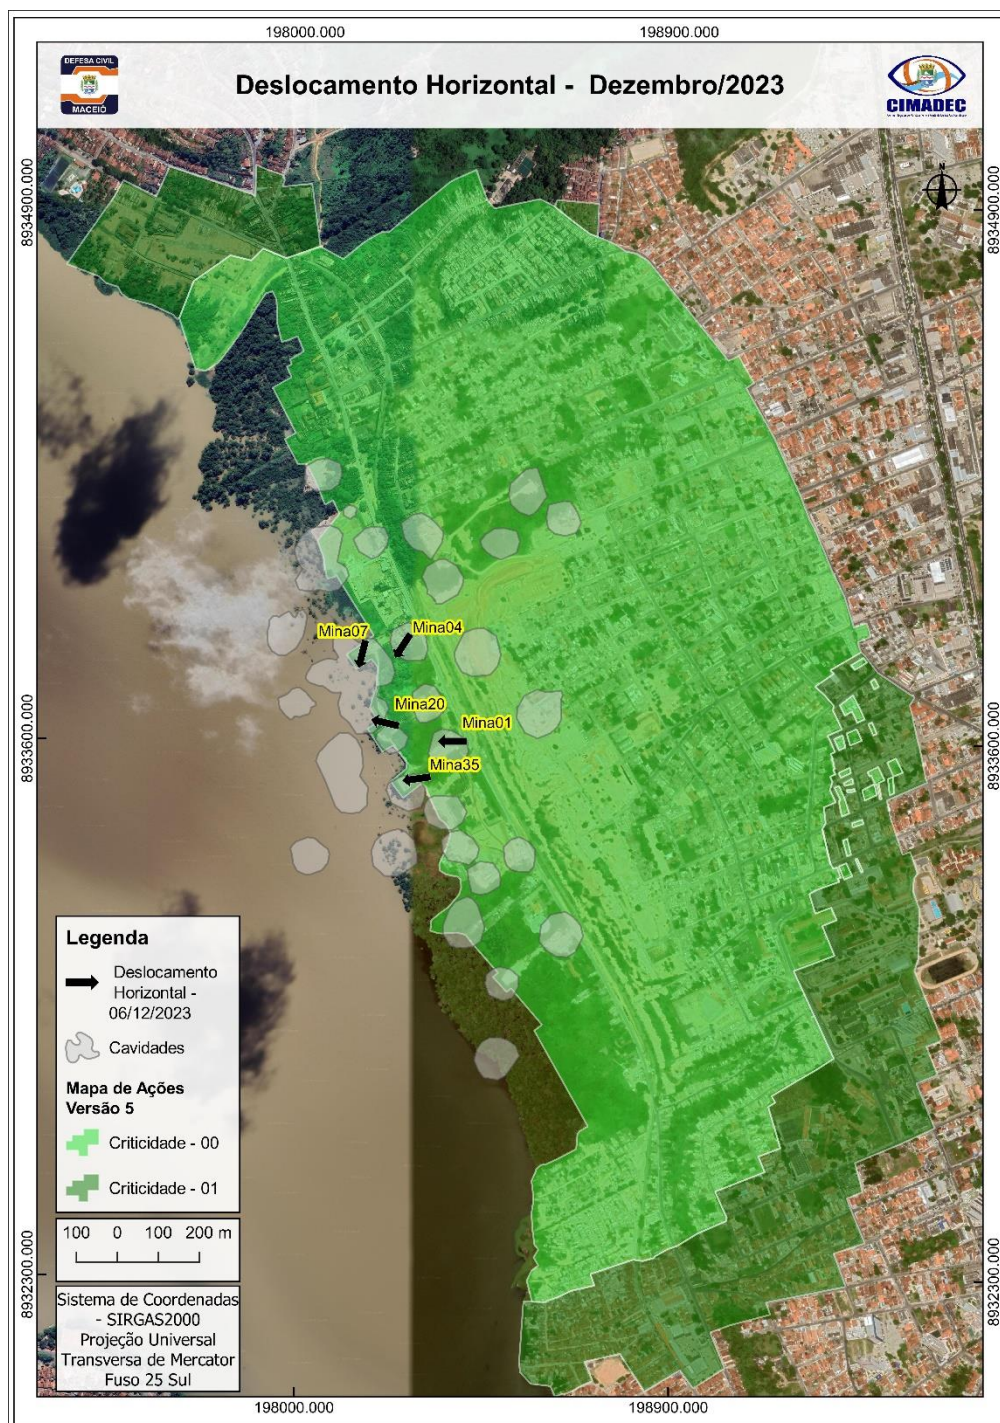 198000.000
198900.000
DEFESA CIVIL
MACEIÓ
Deslocamento Horizontal - Dezembro/2023
CIMADEC
8934900.000
8934900.000
N
Mina07
Mina04
Mina20
Mina01
Mina35
8933600.000
8933600.000
Legenda
Deslocamento
Horizontal -
06/12/2023
Cavidades
Mapa de Ações
Versão 5
Criticidade - 00
Criticidade - 01
100 0 100 200 m
8932300.000
8932300.000
Sistema de Coordenadas
- SIRGAS2000
Projeção Universal
Transversa de Mercator
Fuso 25 Sul
198000.000
198900.000